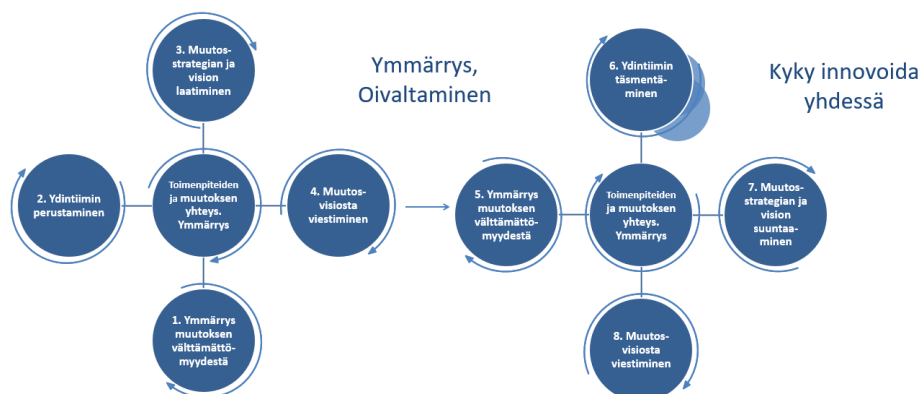 3. Muutos-
strategian ja
vision
laatiminen
Ymmärrys,
Oivaltaminen
2. Ydintiimin
perustaminen
Toimenpiteiden
ja muutoksen
yhteys.
Ymmärrys
4. Muutos-
visiosta
viestiminen
1. Ymmärrys
muutoksen
välttämättö-
myydestä
6. Ydintiimin
täsmentä-
minen
Kyky innovoida
yhdessä
5. Ymmärrys
muutoksen
välttämättö-
myydestä
Toimenpiteiden
ja muutoksen
yhteys.
Ymmärrys
7. Muutos-
strategian ja
vision
suuntaa-
minen
8. Muutos-
visiosta
viestiminen